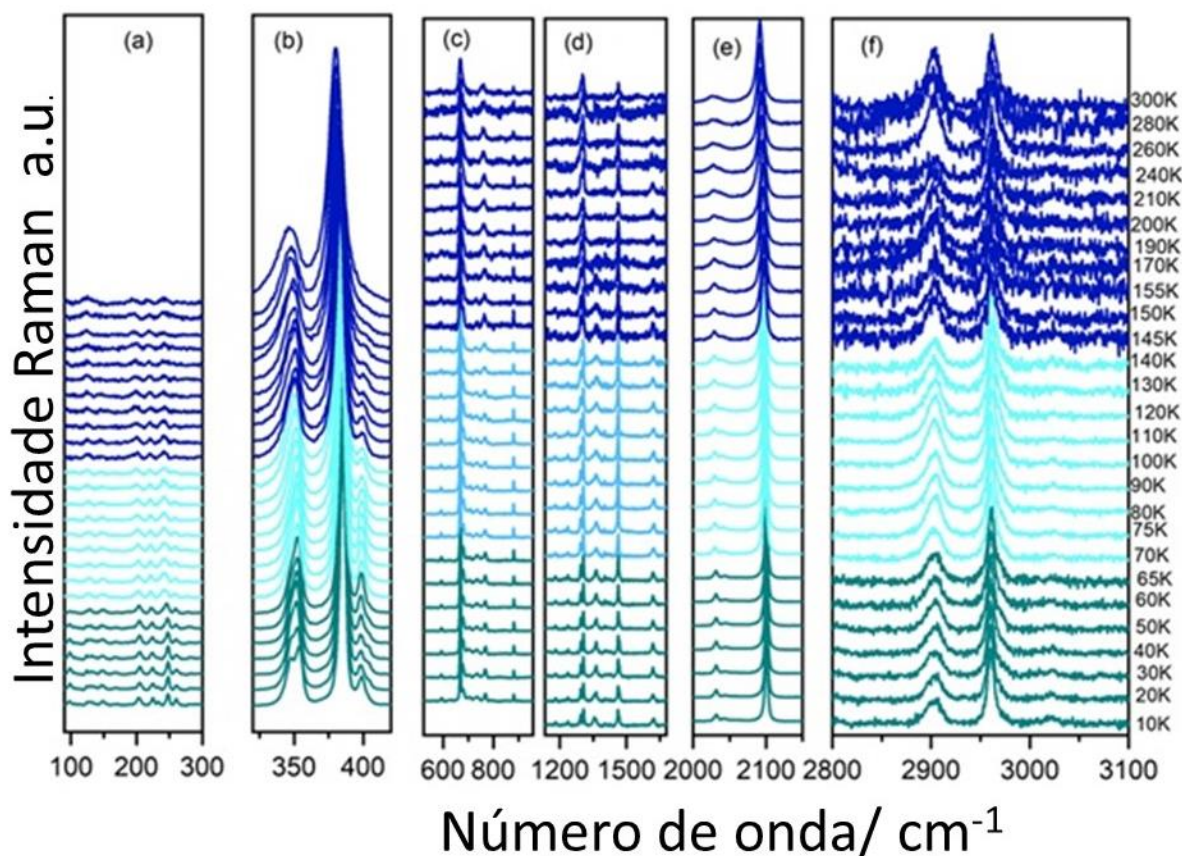 Intensidade Raman a.u.
(a)
(b)
(c)
(d)
(e)
(f)
300K
280K
260K
240K
210K
200K
190K
170K
155K
150K
145K
140K
130K
120K
110K
100K
90K
80K
75K
70K
65K
60K
50K
40K
30K
20K
10K
100 200 300
350 400
600 800
1200 1500
2000 2100
2800 2900 3000 3100
Número de onda/ cm⁻¹